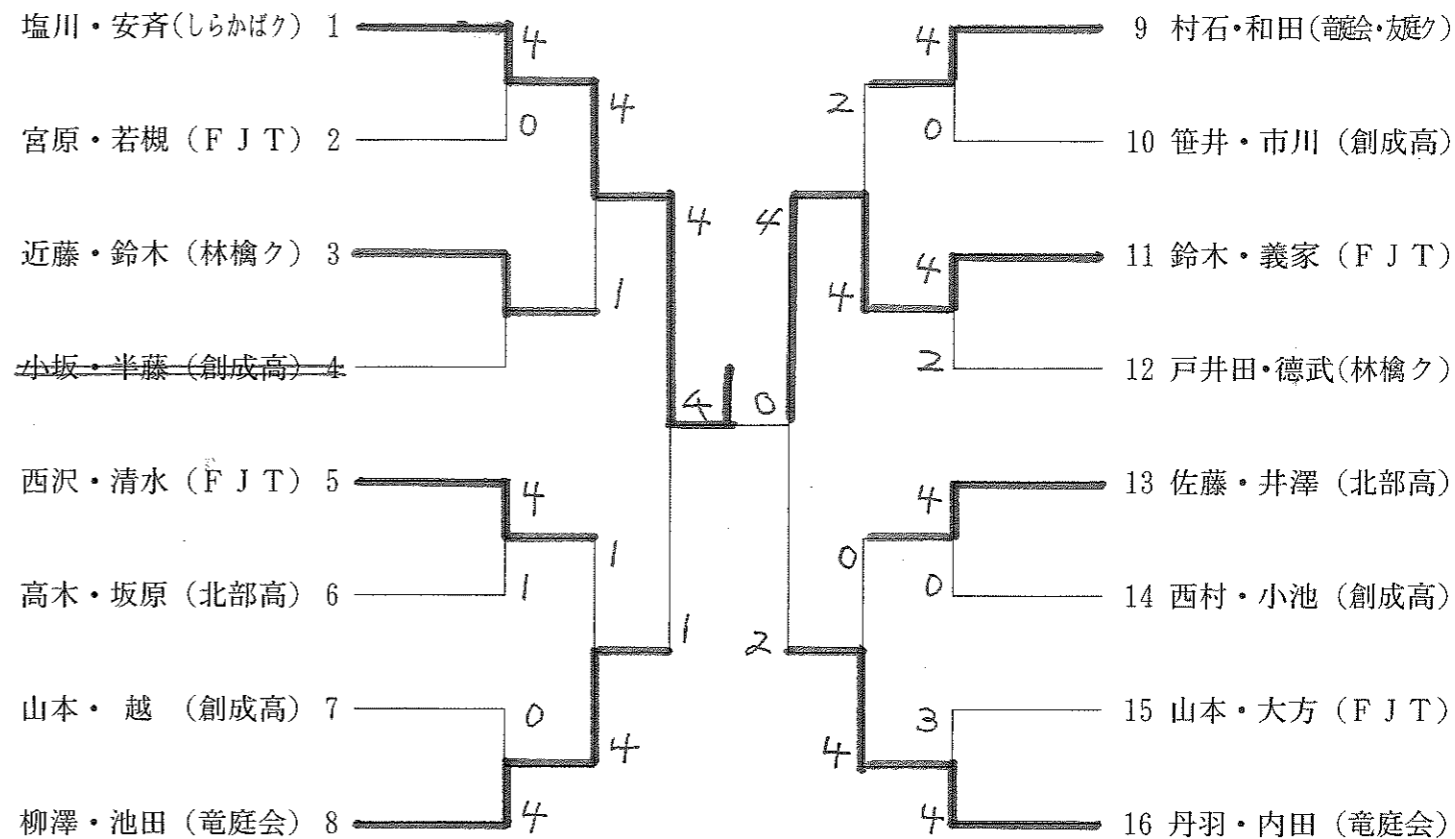 塩川・安斉(しらかばク) 1
4
宮原・若槻 (FJT) 2
0
4
近藤・鈴木 (林檎ク) 3
1
小坂・半藤 (創成高) 4
4
西沢・清水 (FJT) 5
4
高木・坂原 (北部高) 6
1
1
山本・ 越 (創成高) 7
0
4
柳澤・池田 (竜庭会) 8
4
1
4
0
9 村石・和田(竜庭会・友庭ク)
4
10 笹井・市川 (創成高)
0
2
11 鈴木・義家 (FJT)
4
4
12 戸井田・徳武(林檎ク)
2
4
13 佐藤・井澤 (北部高)
4
14 西村・小池 (創成高)
0
0
15 山本・大方 (FJT)
3
4
16 丹羽・内田 (竜庭会)
4
2